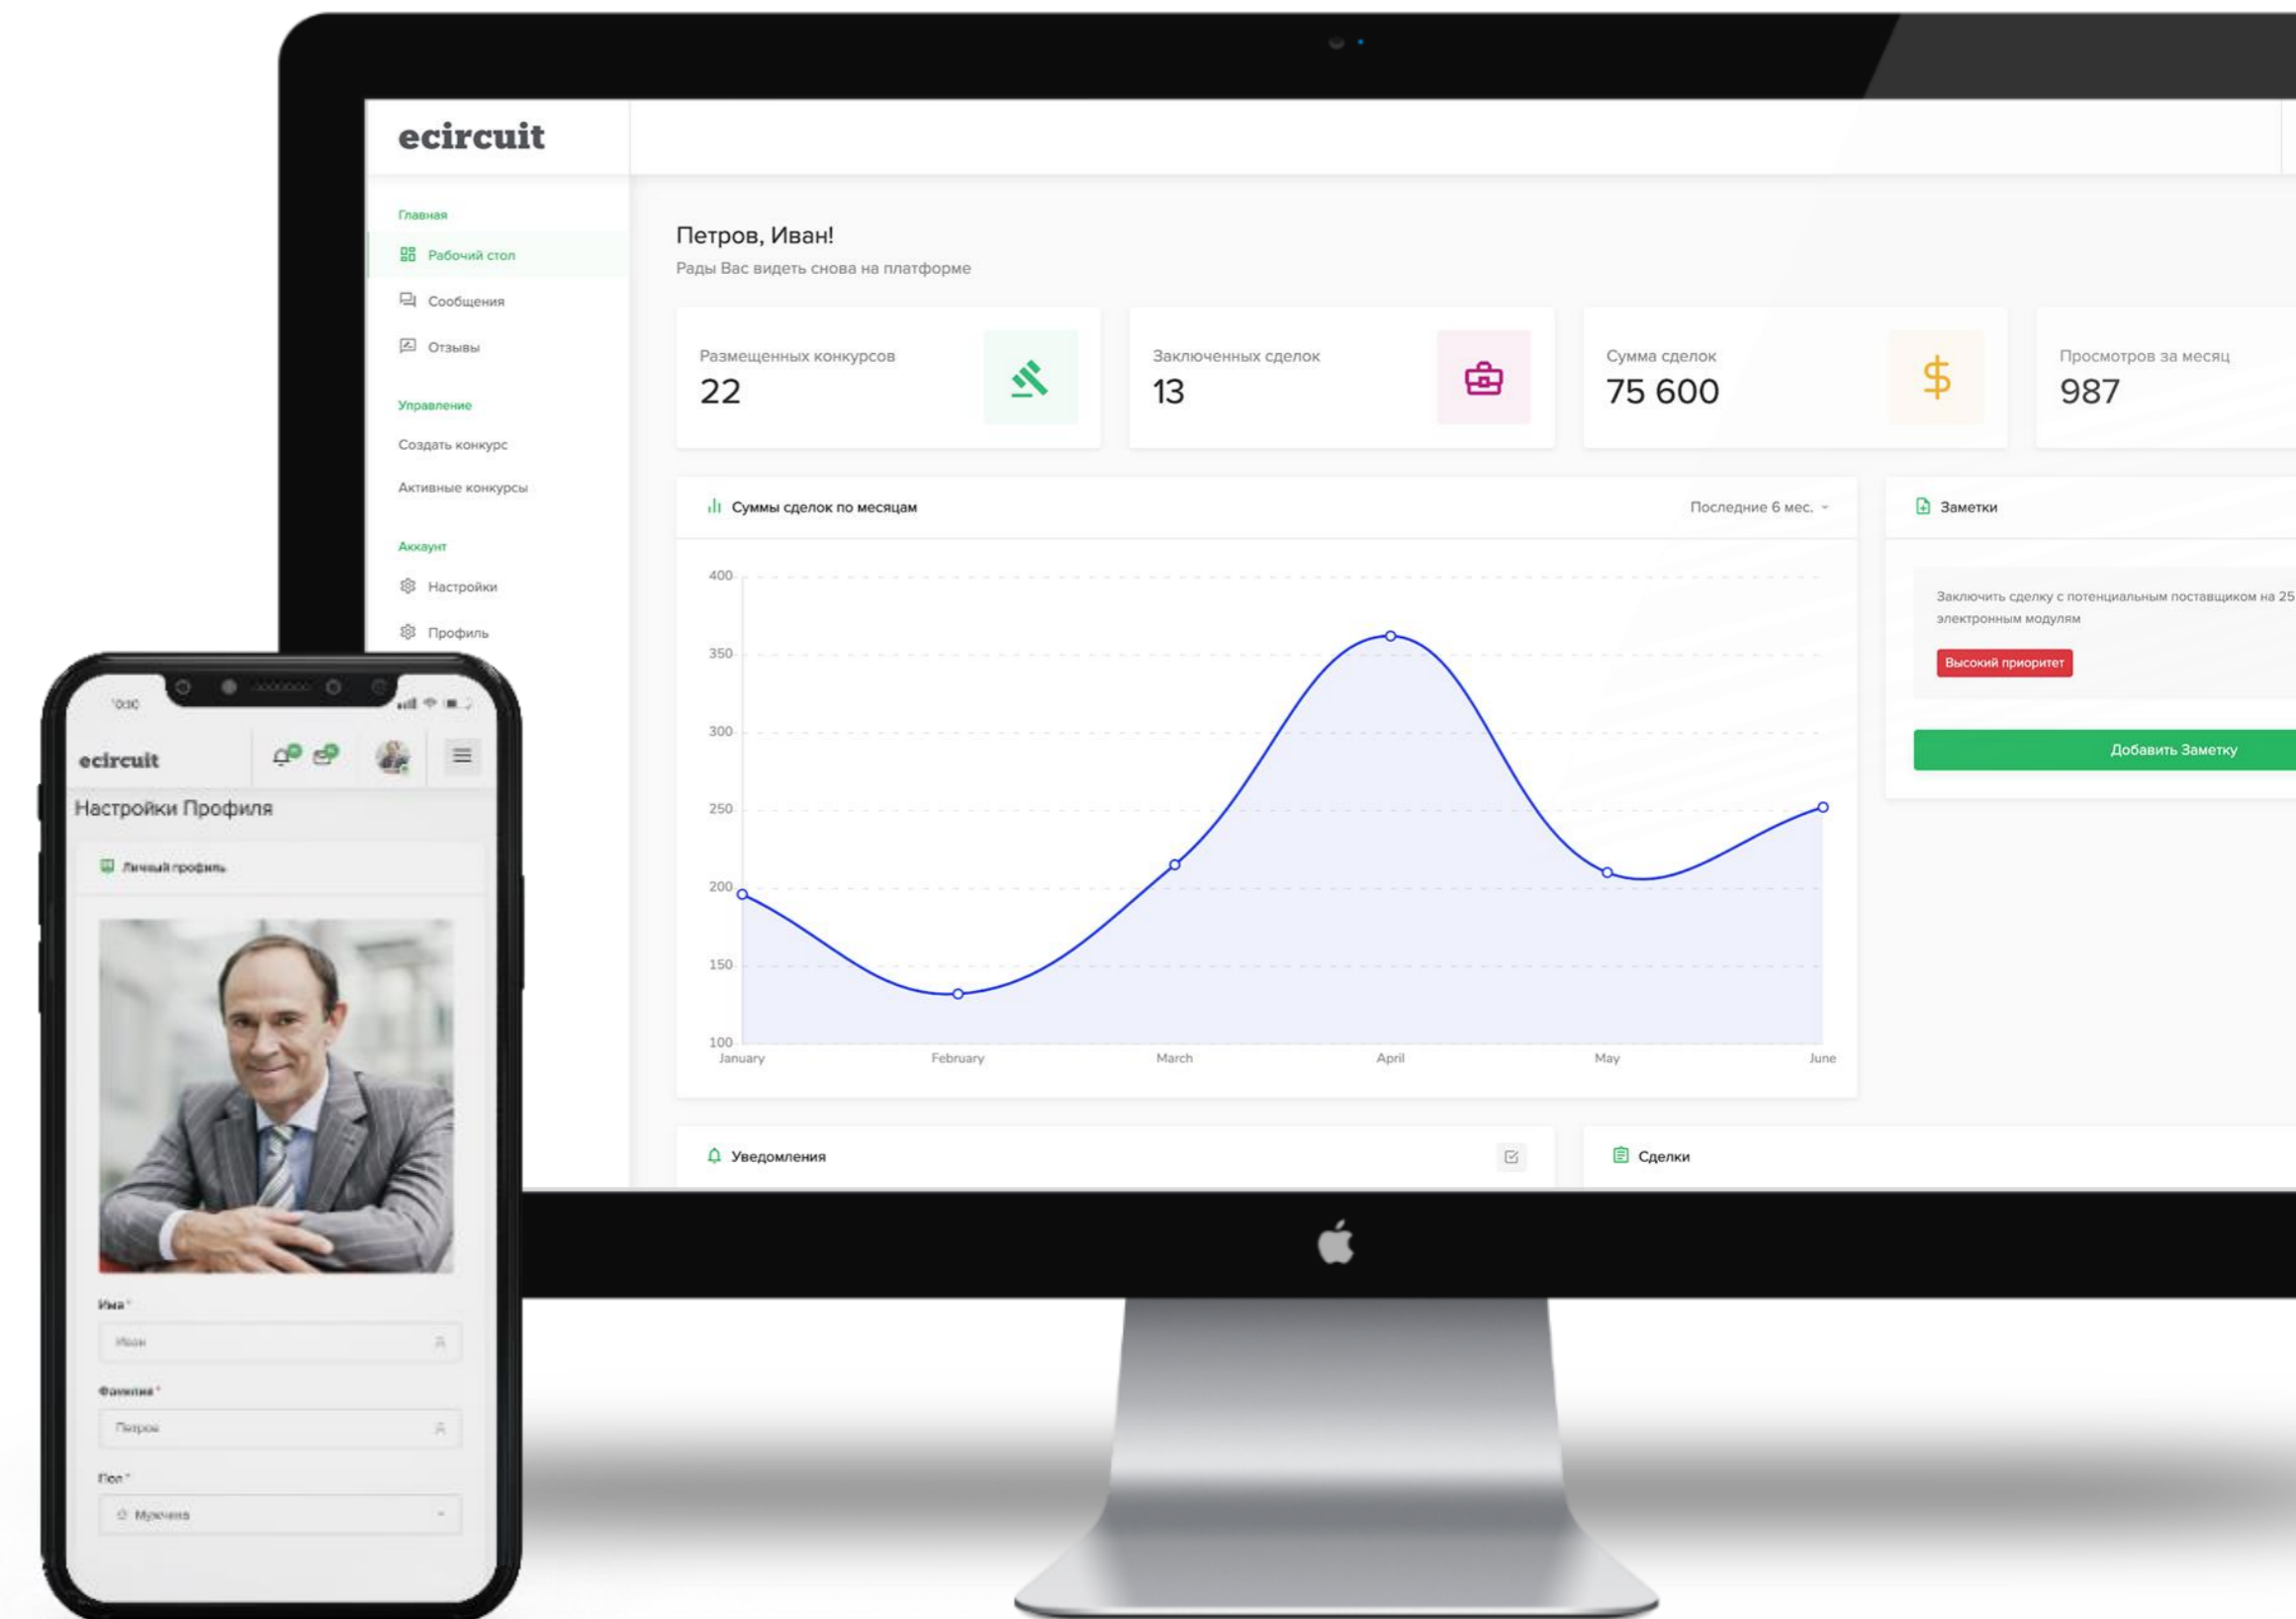 ecircuit
Главная
Рабочий стол
Сообщения
Отзывы
Управление
Создать конкурс
Активные конкурсы
Аккаунт
Настройки
Профиль
Петров, Иван!
Рады Вас видеть снова на платформе
Размещенных конкурсов
22
Заключенных сделок
13
Сумма сделок
75 600
$
Просмотров за месяц
987
Суммы сделок по месяцам
Последние 6 мес.
400
350
300
250
200
150
100
January
February
March
April
May
June
Заметки
Заключить сделку с потенциальным поставщиком на 25
электронным модулям
Высокий приоритет
Добавить Заметку
Уведомления
Сделки
ecircuit
Настройки Профиля
Личный профиль
Имя*
Иван
Фамилия*
Петров
Пол*
Мужчина